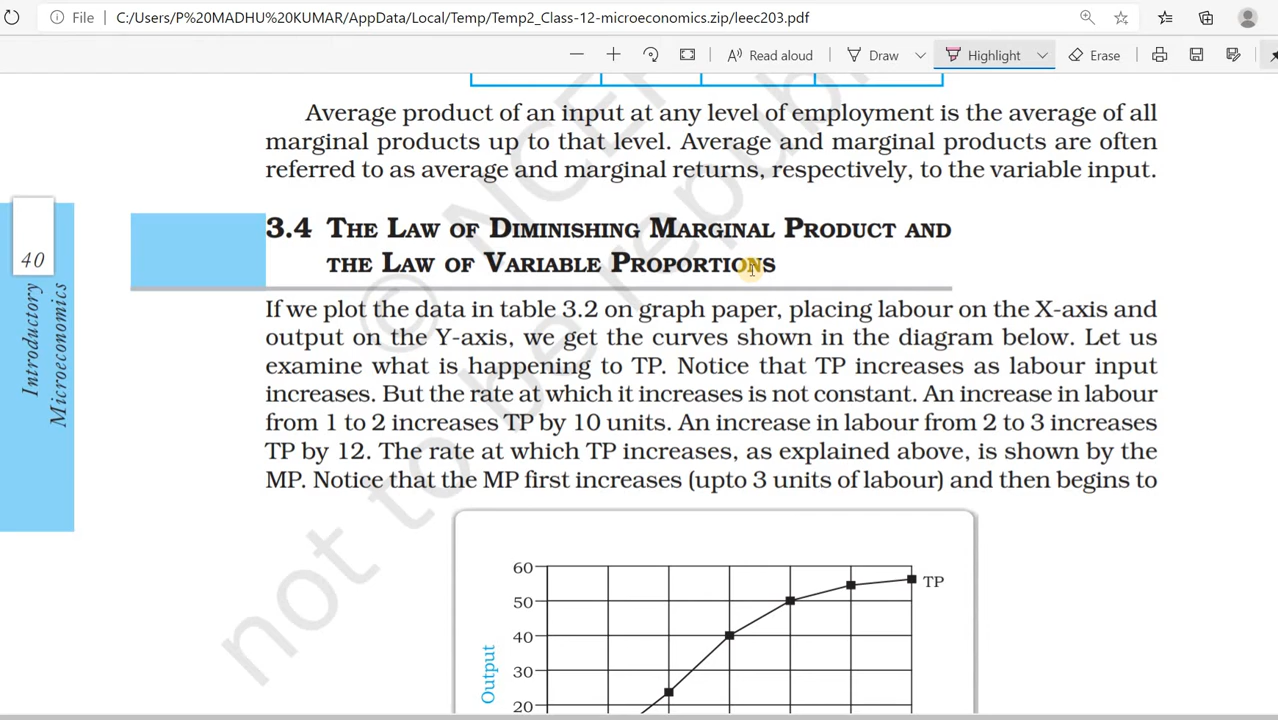 File
C:/Users/P%20MADHU%20KUMAR/AppData/Local/Temp/Temp2_Class-12-microeconomics.zip/leec203.pdf
Read aloud
Draw
Highlight
Erase
Average product of an input at any level of employment is the average of all
marginal products up to that level. Average and marginal products are often
referred to as average and marginal returns, respectively, to the variable input.
3.4 THE LAW OF DIMINISHING MARGINAL PRODUCT AND
THE LAW OF VARIABLE PROPORTIONS
40
Introductory
Microeconomics
If we plot the data in table 3.2 on graph paper, placing labour on the X-axis and
output on the Y-axis, we get the curves shown in the diagram below. Let us
examine what is happening to TP. Notice that TP increases as labour input
increases. But the rate at which it increases is not constant. An increase in labour
from 1 to 2 increases TP by 10 units. An increase in labour from 2 to 3 increases
TP by 12. The rate at which TP increases, as explained above, is shown by the
MP. Notice that the MP first increases (upto 3 units of labour) and then begins to
60
TP
50
40
30
20
Output
© NCER
not to be republi